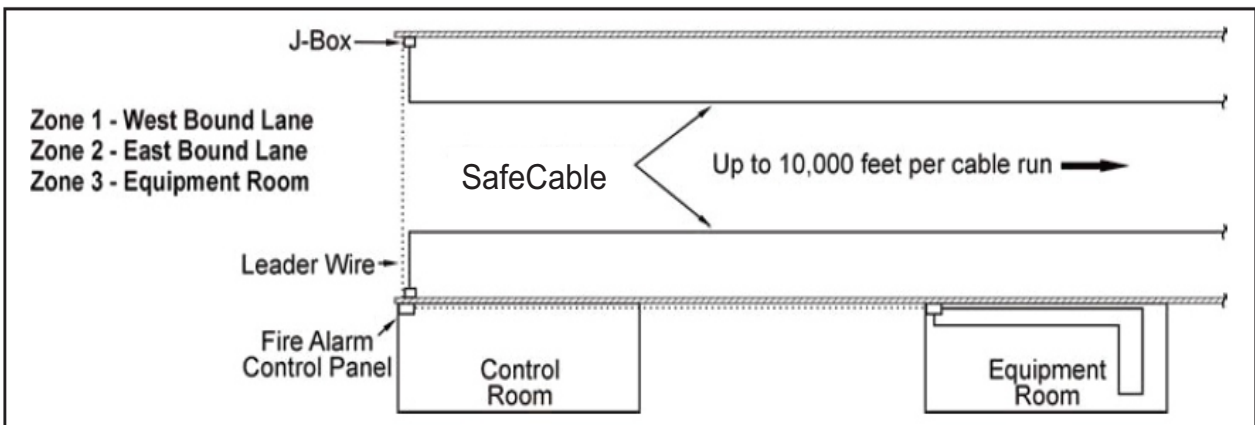 J-Box
Zone 1 - West Bound Lane
Zone 2 - East Bound Lane
Zone 3 - Equipment Room
SafeCable
Up to 10,000 feet per cable run
Leader Wire
Fire Alarm
Control Panel
Control
Room
Equipment
Room